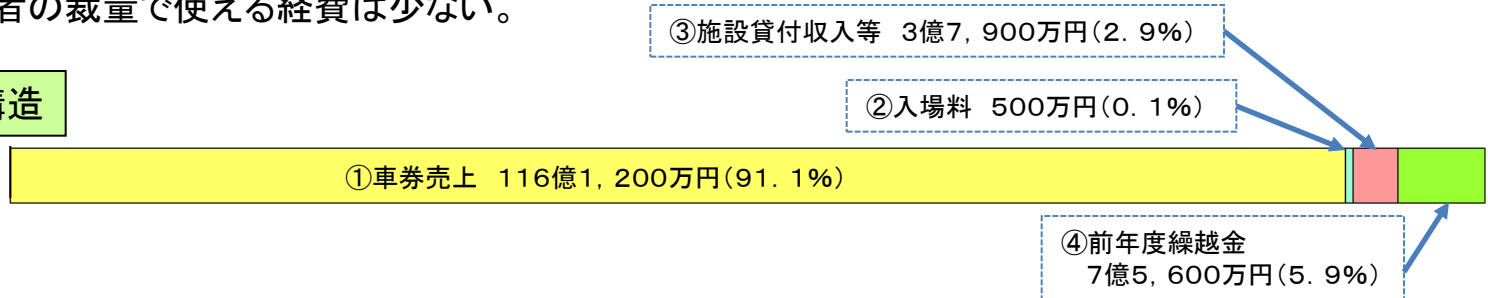 者の裁量で使える経費は少ない。
③施設貸付収入等　3億7，900万円（2．9％）
構造
②入場料　500万円（0．1％）
①車券売上　116億1，200万円（91．1％）
④前年度繰越金
7億5，600万円（5．9％）